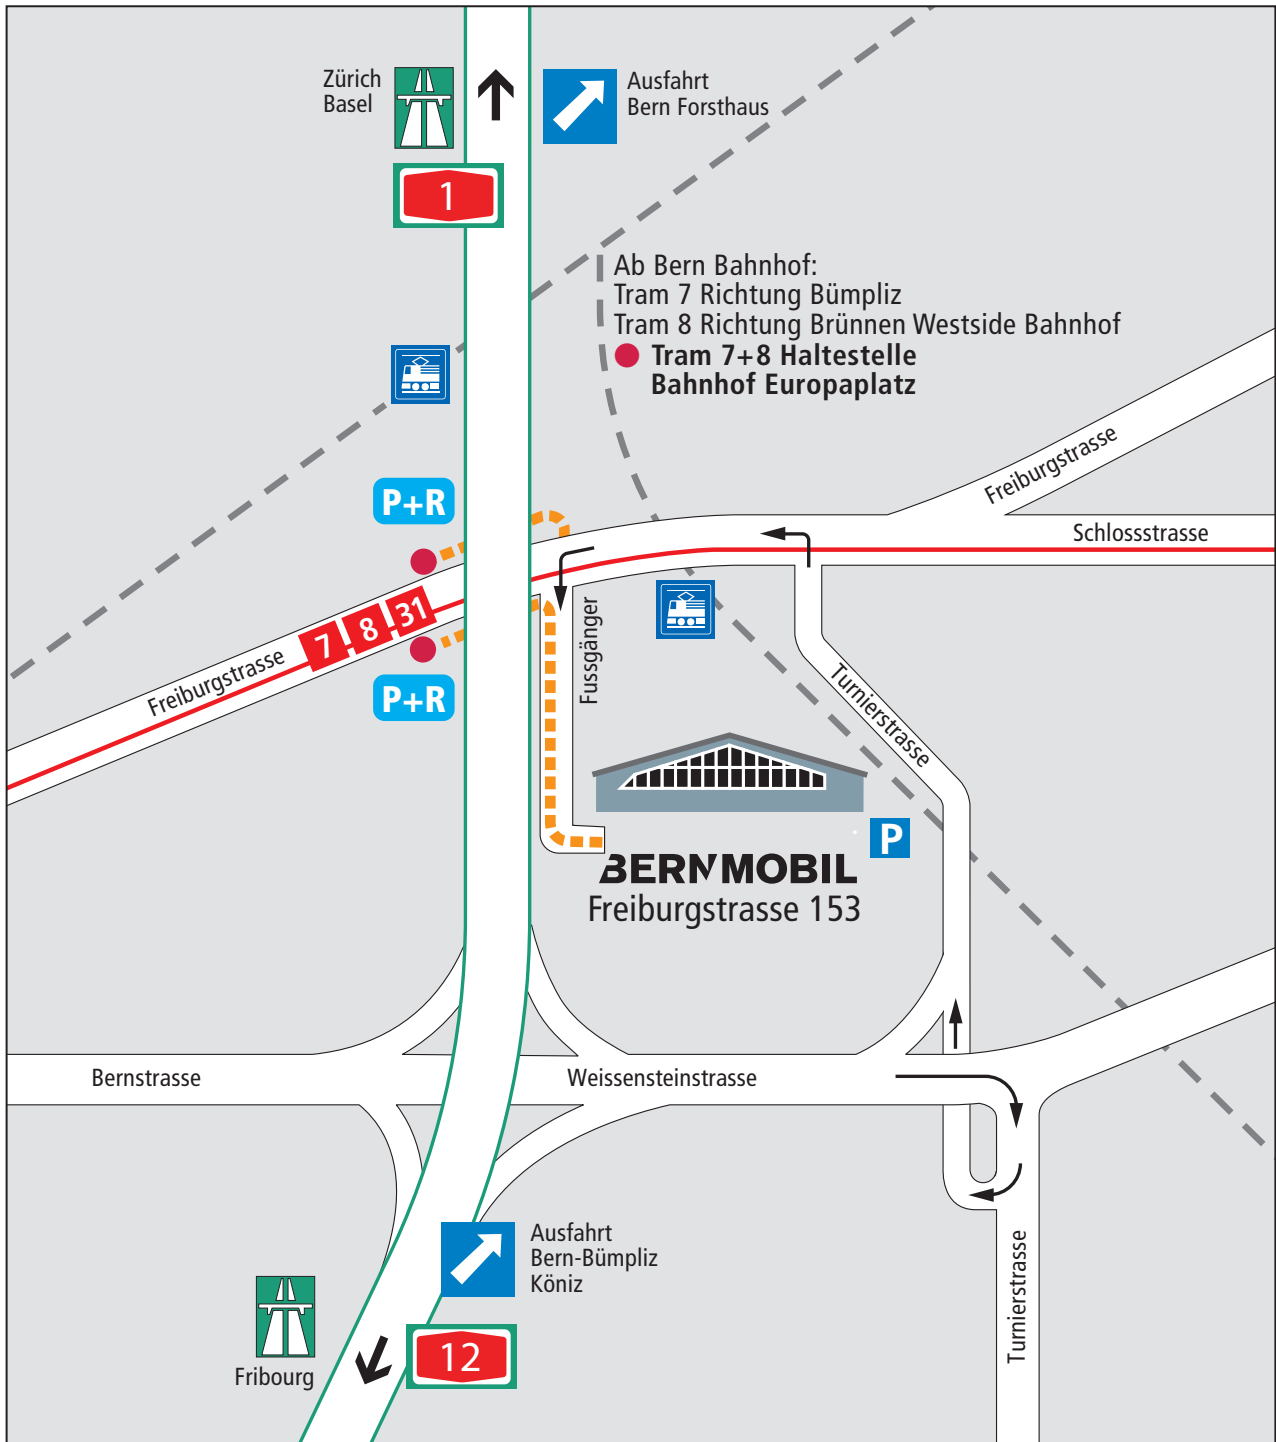 Zürich
Basel
1
Ausfahrt
Bern Forsthaus
Ab Bern Bahnhof:
Tram 7 Richtung Bümpliz
Tram 8 Richtung Brünnen Westside Bahnhof
Tram 7+8 Haltestelle
Bahnhof Europaplatz
Freiburgstrasse
Schlossstrasse
P+R
Freiburgstrasse
7
8
31
P+R
Fussgänger
Turnierstrasse
P
BERNMOBIL
Freiburgstrasse 153
Bernstrasse
Weissensteinstrasse
Ausfahrt
Bern-Bümpliz
Köniz
Turnierstrasse
Fribourg
12